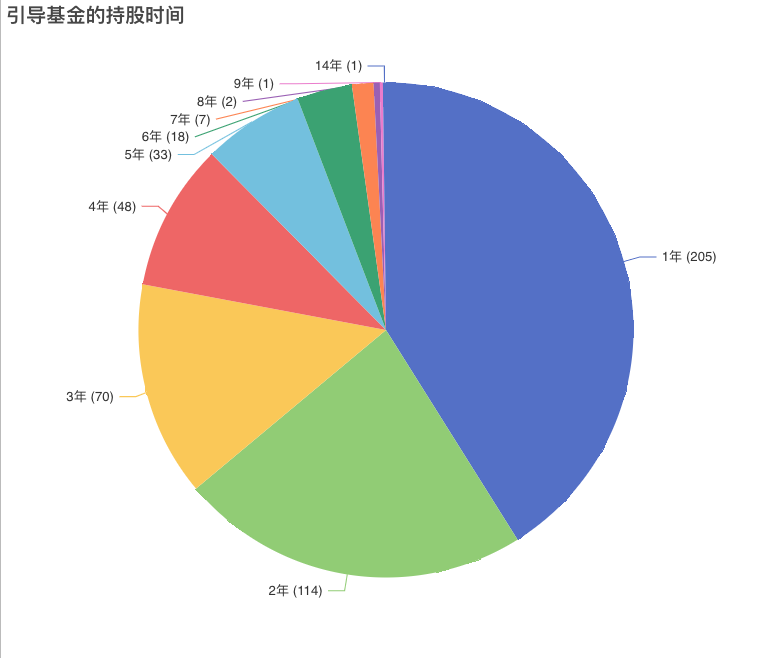 引导基金的持股时间
14年 (1)
9年 (1)
8年 (2)
7年 (7)
6年 (18)
5年 (33)
4年 (48)
1年 (205)
3年 (70)
2年 (114)